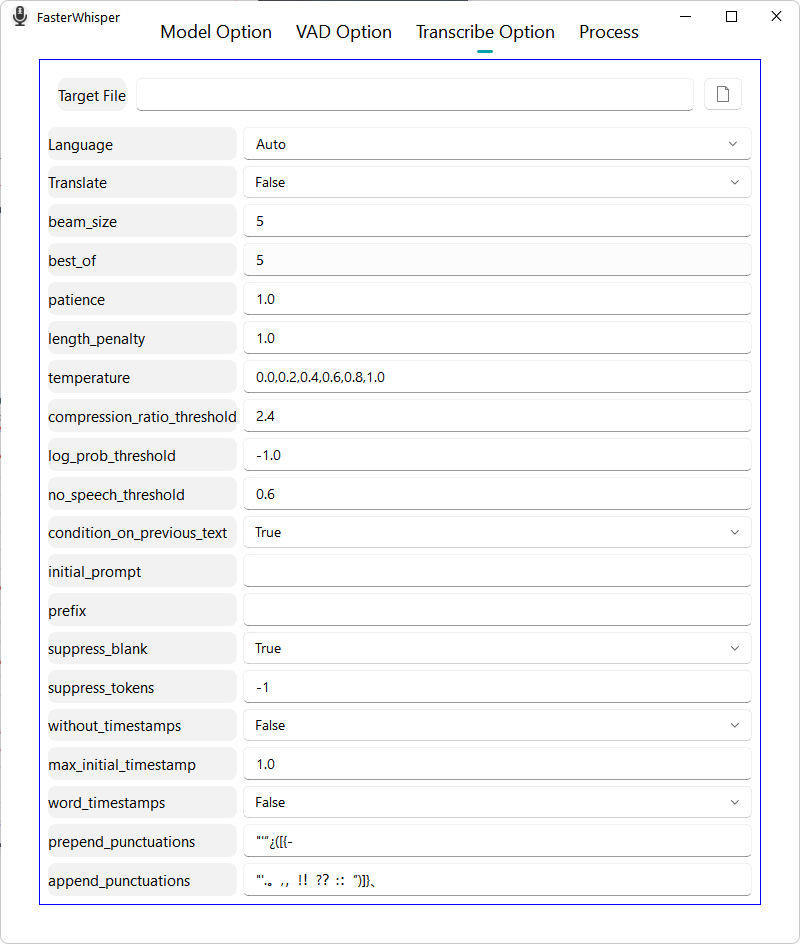 FasterWhisper
Model Option VAD Option Transcribe Option Process
Target File
Language Auto
Translate False
beam_size 5
best_of 5
patience 1.0
length_penalty 1.0
temperature 0.0,0.2,0.4,0.6,0.8,1.0
compression_ratio_threshold 2.4
log_prob_threshold -1.0
no_speech_threshold 0.6
condition_on_previous_text True
initial_prompt
prefix
suppress_blank True
suppress_tokens -1
without_timestamps False
max_initial_timestamp 1.0
word_timestamps False
prepend_punctuations "'“¿([{-
append_punctuations "'.。,，!！?？:：”)]}、